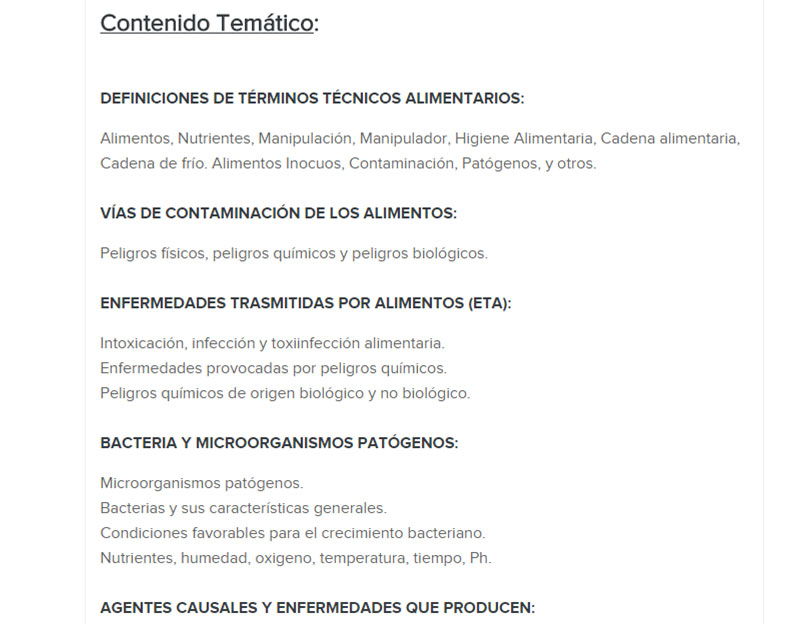 Contenido Temático:
DEFINICIONES DE TÉRMINOS TÉCNICOS ALIMENTARIOS:
Alimentos, Nutrientes, Manipulación, Manipulador, Higiene Alimentaria, Cadena alimentaria,
Cadena de frío. Alimentos Inocuos, Contaminación, Patógenos, y otros.
VÍAS DE CONTAMINACIÓN DE LOS ALIMENTOS:
Peligros físicos, peligros químicos y peligros biológicos.
ENFERMEDADES TRASMITIDAS POR ALIMENTOS (ETA):
Intoxicación, infección y toxiinfección alimentaria.
Enfermedades provocadas por peligros químicos.
Peligros químicos de origen biológico y no biológico.
BACTERIA Y MICROORGANISMOS PATÓGENOS:
Microorganismos patógenos.
Bacterias y sus características generales.
Condiciones favorables para el crecimiento bacteriano.
Nutrientes, humedad, oxigeno, temperatura, tiempo, Ph.
AGENTES CAUSALES Y ENFERMEDADES QUE PRODUCEN: